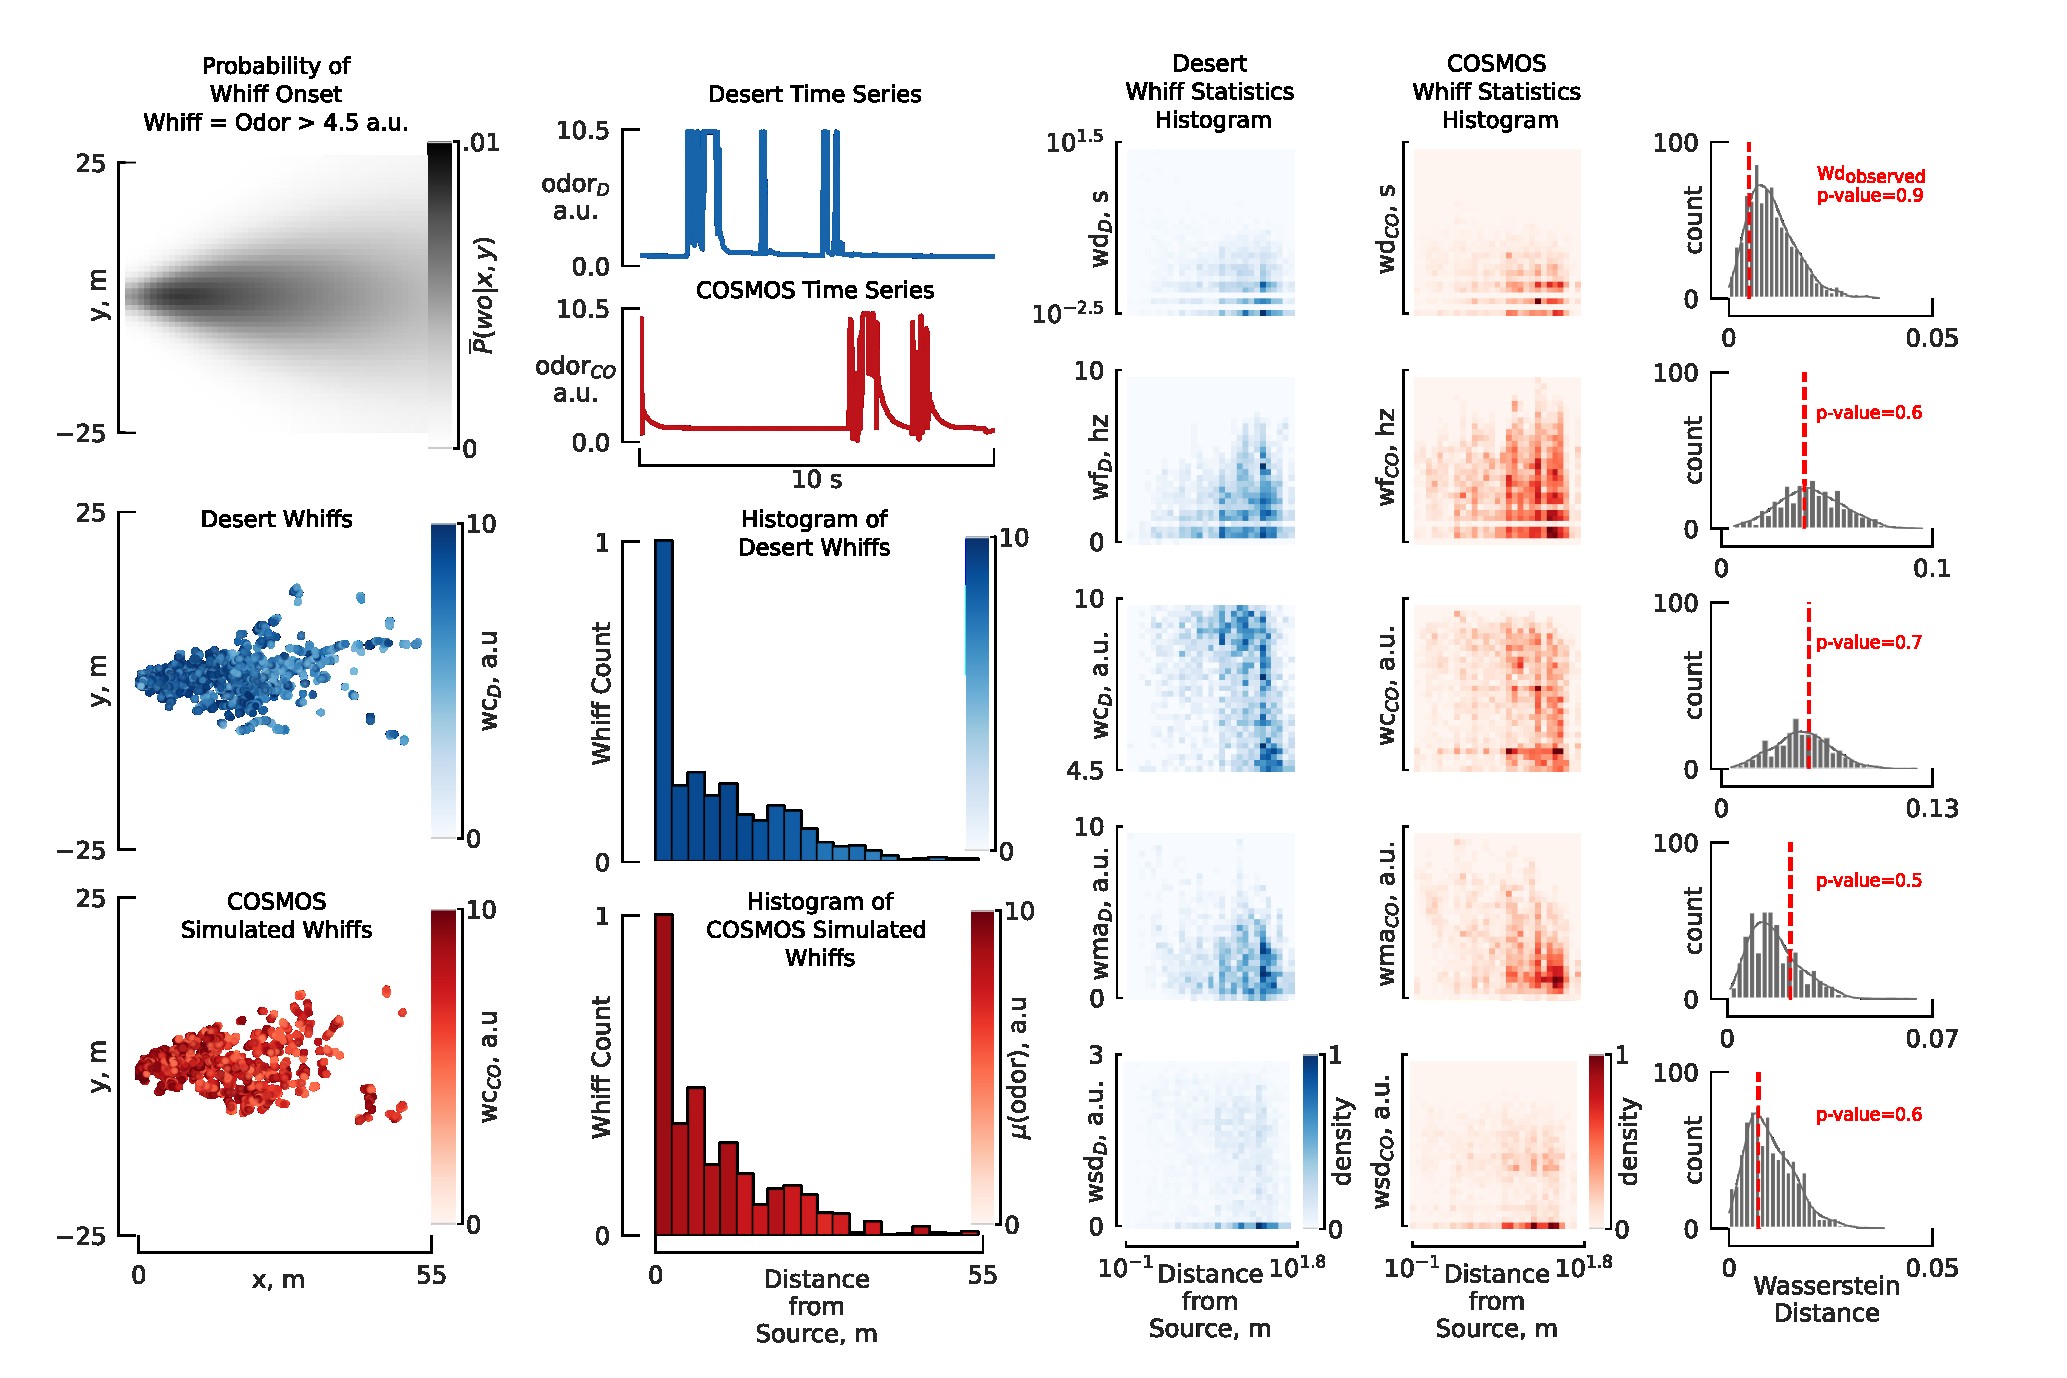 Probability of
Whiff Onset
Whiff = Odor > 4.5 a.u.
25
y, m
−25
.01
P̅(wo|x, y)
0
Desert Time Series
10.5
odor_D
a.u.
0.0
COSMOS Time Series
10.5
odor_CO
a.u.
0.0
10 s
Desert Whiffs
25
y, m
−25
10
wc_D, a.u
0
Histogram of
Desert Whiffs
1
Whiff Count
0
10
0
COSMOS
Simulated Whiffs
25
y, m
−25
0
x, m
55
10
wc_CO, a.u
0
Histogram of
COSMOS Simulated
Whiffs
1
Whiff Count
0
10
μ(odor), a.u
0
0
Distance
from
Source, m
55
Desert
Whiff Statistics
Histogram
10^1.5
wd_D, s
10^−2.5
10
wf_D, hz
0
10
wc_D, a.u.
4.5
10
wma_D, a.u.
0
3
wsd_D, a.u.
0
1
density
0
10^−1
Distance
from
Source, m
10^1.8
COSMOS
Whiff Statistics
Histogram
wd_CO, s
wf_CO, hz
wc_CO, a.u.
wma_CO, a.u.
wsd_CO, a.u.
1
density
0
10^−1
Distance
from
Source, m
10^1.8
100
count
0
Wd_observed
p-value=0.9
0
0.05
100
count
0
p-value=0.6
0
0.1
100
count
0
p-value=0.7
0
0.13
100
count
0
p-value=0.5
0
0.07
100
count
0
p-value=0.6
0
0.05
Wasserstein
Distance